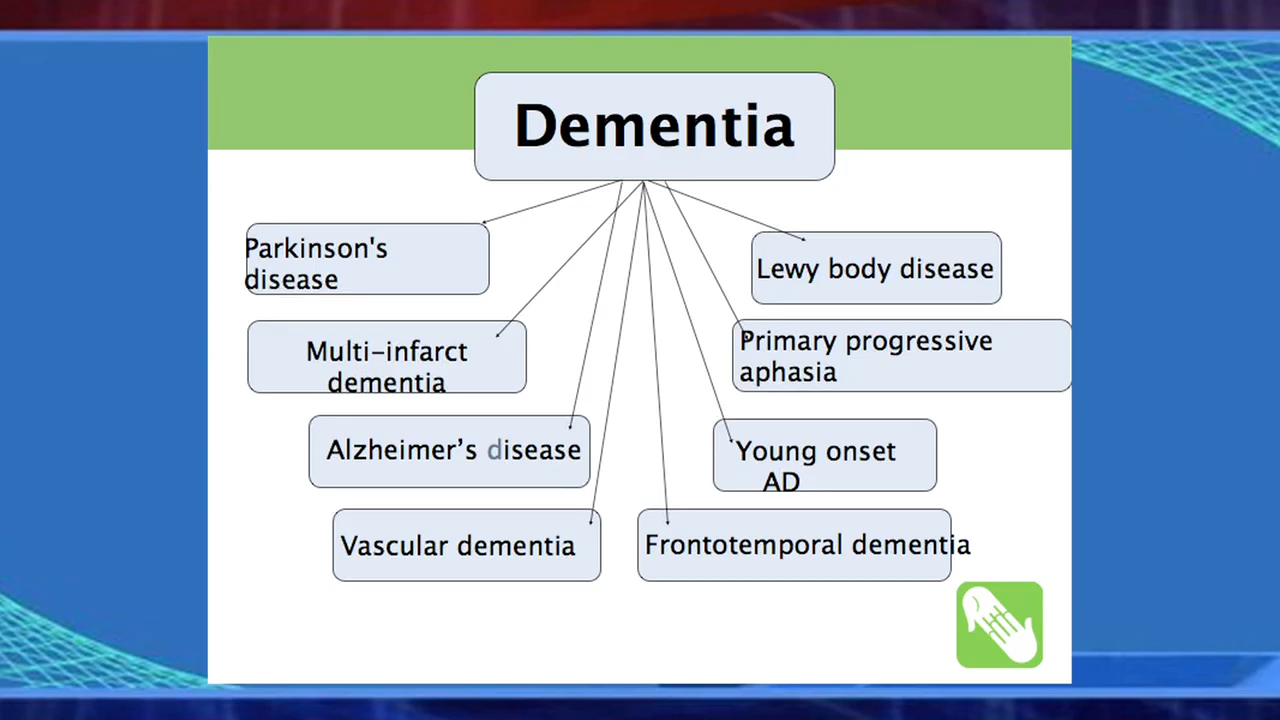 Dementia
Parkinson's
disease
Lewy body disease
Multi-infarct
dementia
Primary progressive
aphasia
Alzheimer’s disease
Young onset
AD
Vascular dementia
Frontotemporal dementia